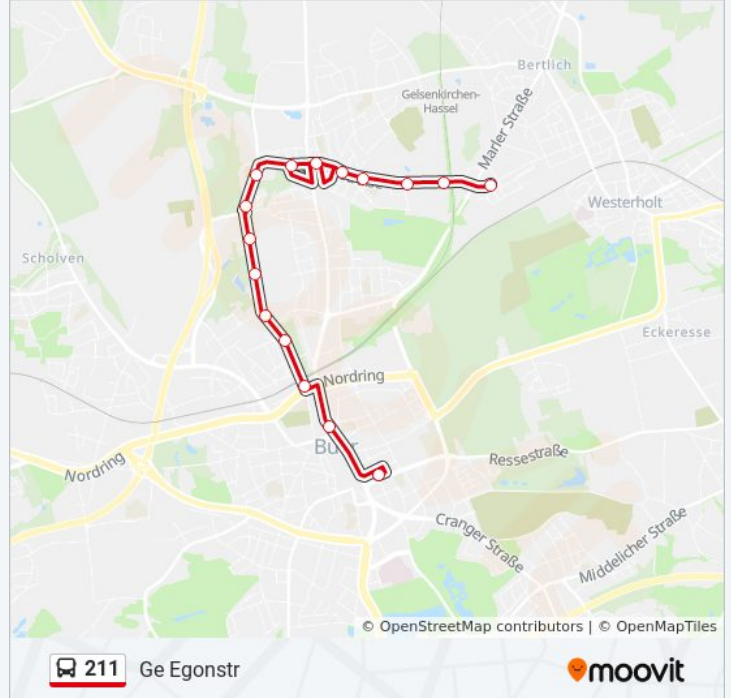 Bertlich
Gelsenkirchen-
Hassel
Marler Straße
Westerholt
Scholven
Eckeresse
Nordring
Nordring
Ressestraße
Cranger Straße
Middelicher Straße
© OpenStreetMap contributors | © OpenMapTiles
211 Ge Egonstr
moovit